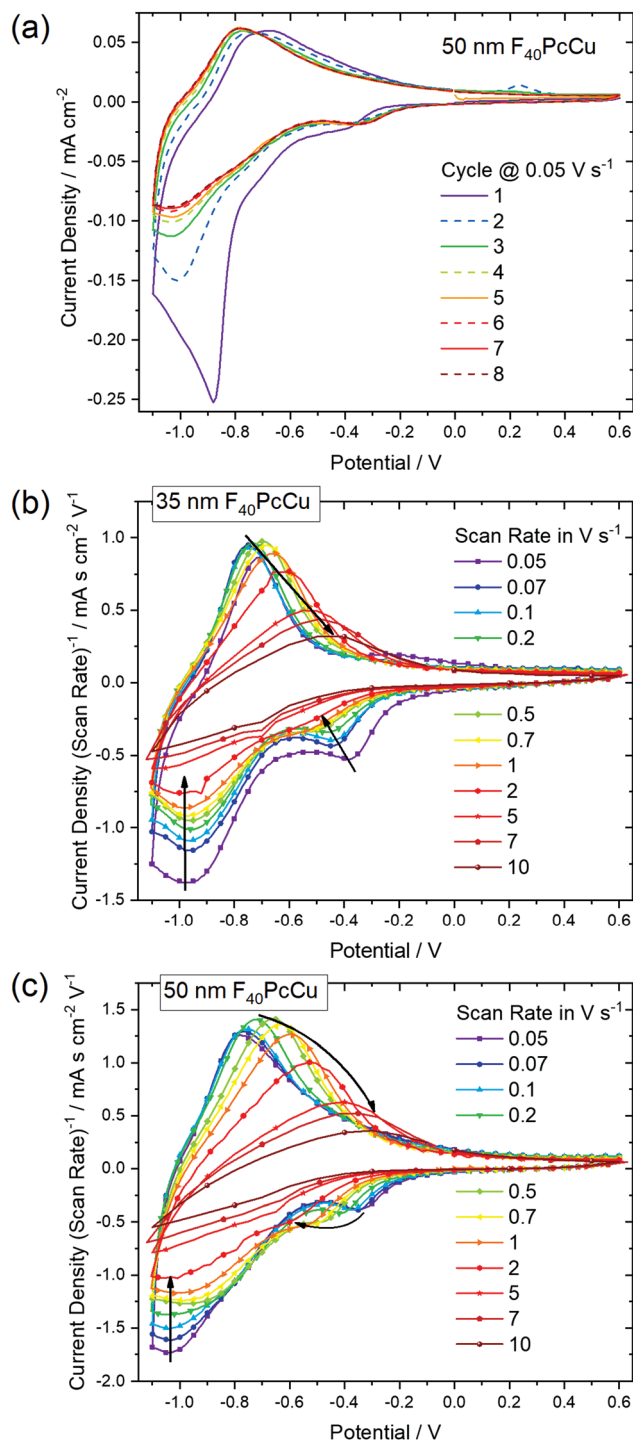 (a)
50 nm F₄₀PcCu
Current Density / mA cm⁻²
0.05
0.00
-0.05
-0.10
-0.15
-0.20
-0.25
Cycle @ 0.05 V s⁻¹
1
2
3
4
5
6
7
8
-1.0 -0.8 -0.6 -0.4 -0.2 0.0 0.2 0.4 0.6
Potential / V
(b)
35 nm F₄₀PcCu
Current Density (Scan Rate)⁻¹ / mA s cm⁻² V⁻¹
1.0
0.5
0.0
-0.5
-1.0
-1.5
Scan Rate in V s⁻¹
0.05
0.07
0.1
0.2
0.5
0.7
1
2
5
7
10
-1.0 -0.8 -0.6 -0.4 -0.2 0.0 0.2 0.4 0.6
Potential / V
(c)
50 nm F₄₀PcCu
Current Density (Scan Rate)⁻¹ / mA s cm⁻² V⁻¹
1.5
1.0
0.5
0.0
-0.5
-1.0
-1.5
-2.0
Scan Rate in V s⁻¹
0.05
0.07
0.1
0.2
0.5
0.7
1
2
5
7
10
-1.0 -0.8 -0.6 -0.4 -0.2 0.0 0.2 0.4 0.6
Potential / V